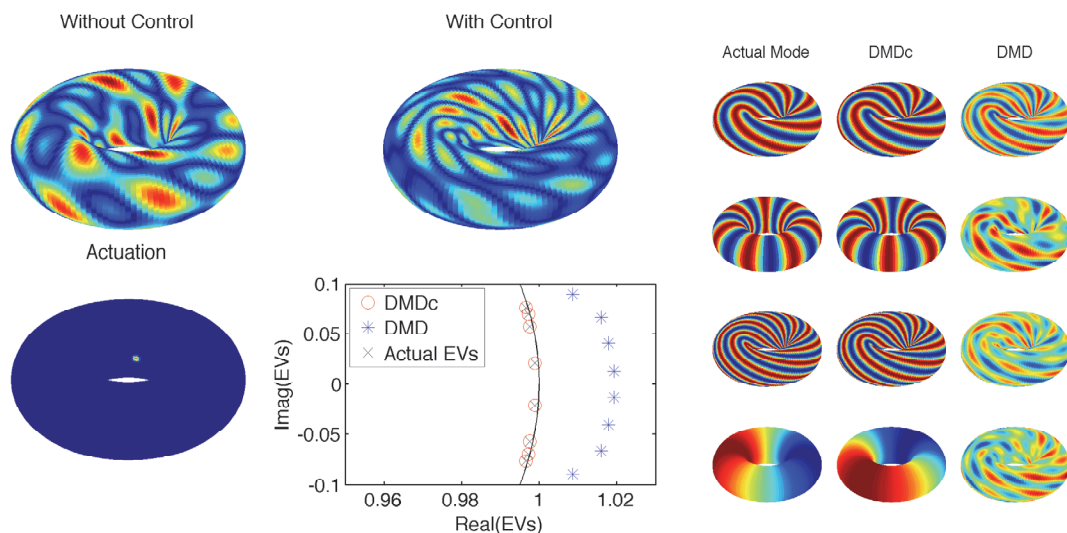 Without Control
With Control
Actual Mode
DMDc
DMD
Actuation
0.1
0.05
0
-0.05
-0.1
Imag(EVs)
DMDc
DMD
Actual EVs
0.96
0.98
1
1.02
Real(EVs)